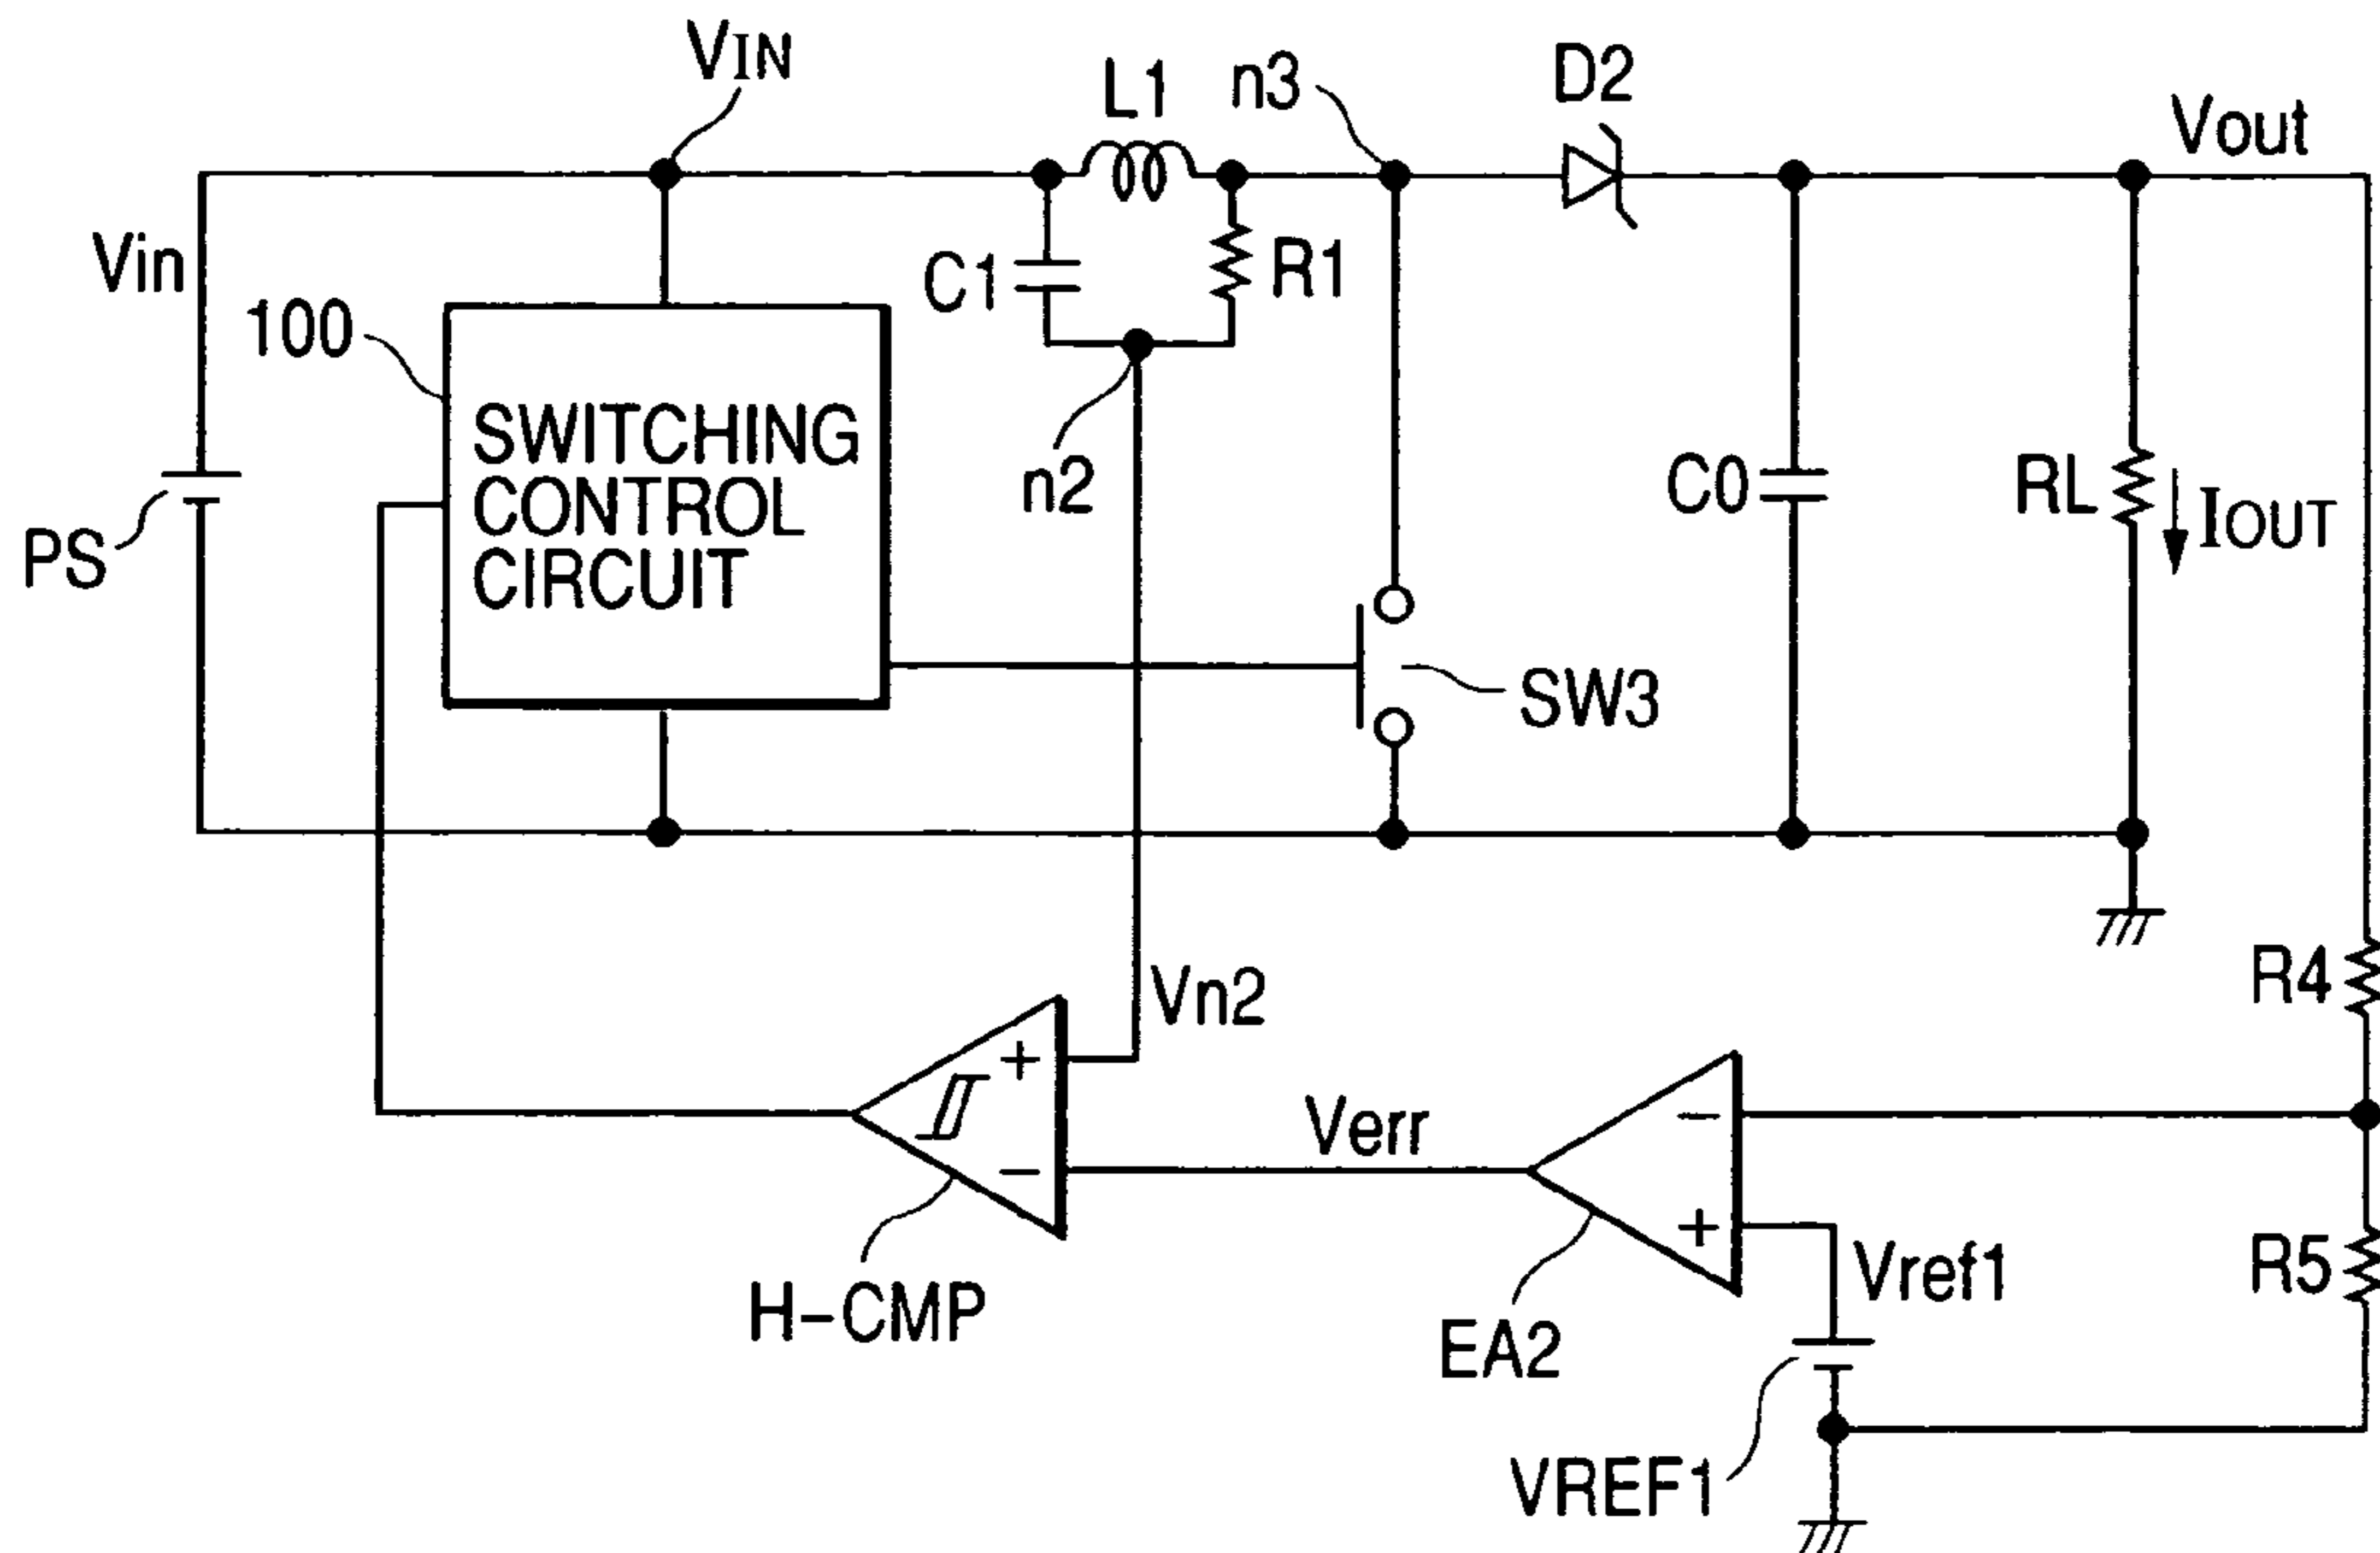 VIN
L1
n3
D2
Vout
Vin
C1
R1
100
SWITCHING
CONTROL
CIRCUIT
n2
C0
RL
IOUT
PS
SW3
Vn2
R4
+
−
Verr
−
+
H-CMP
EA2
Vref1
R5
VREF1